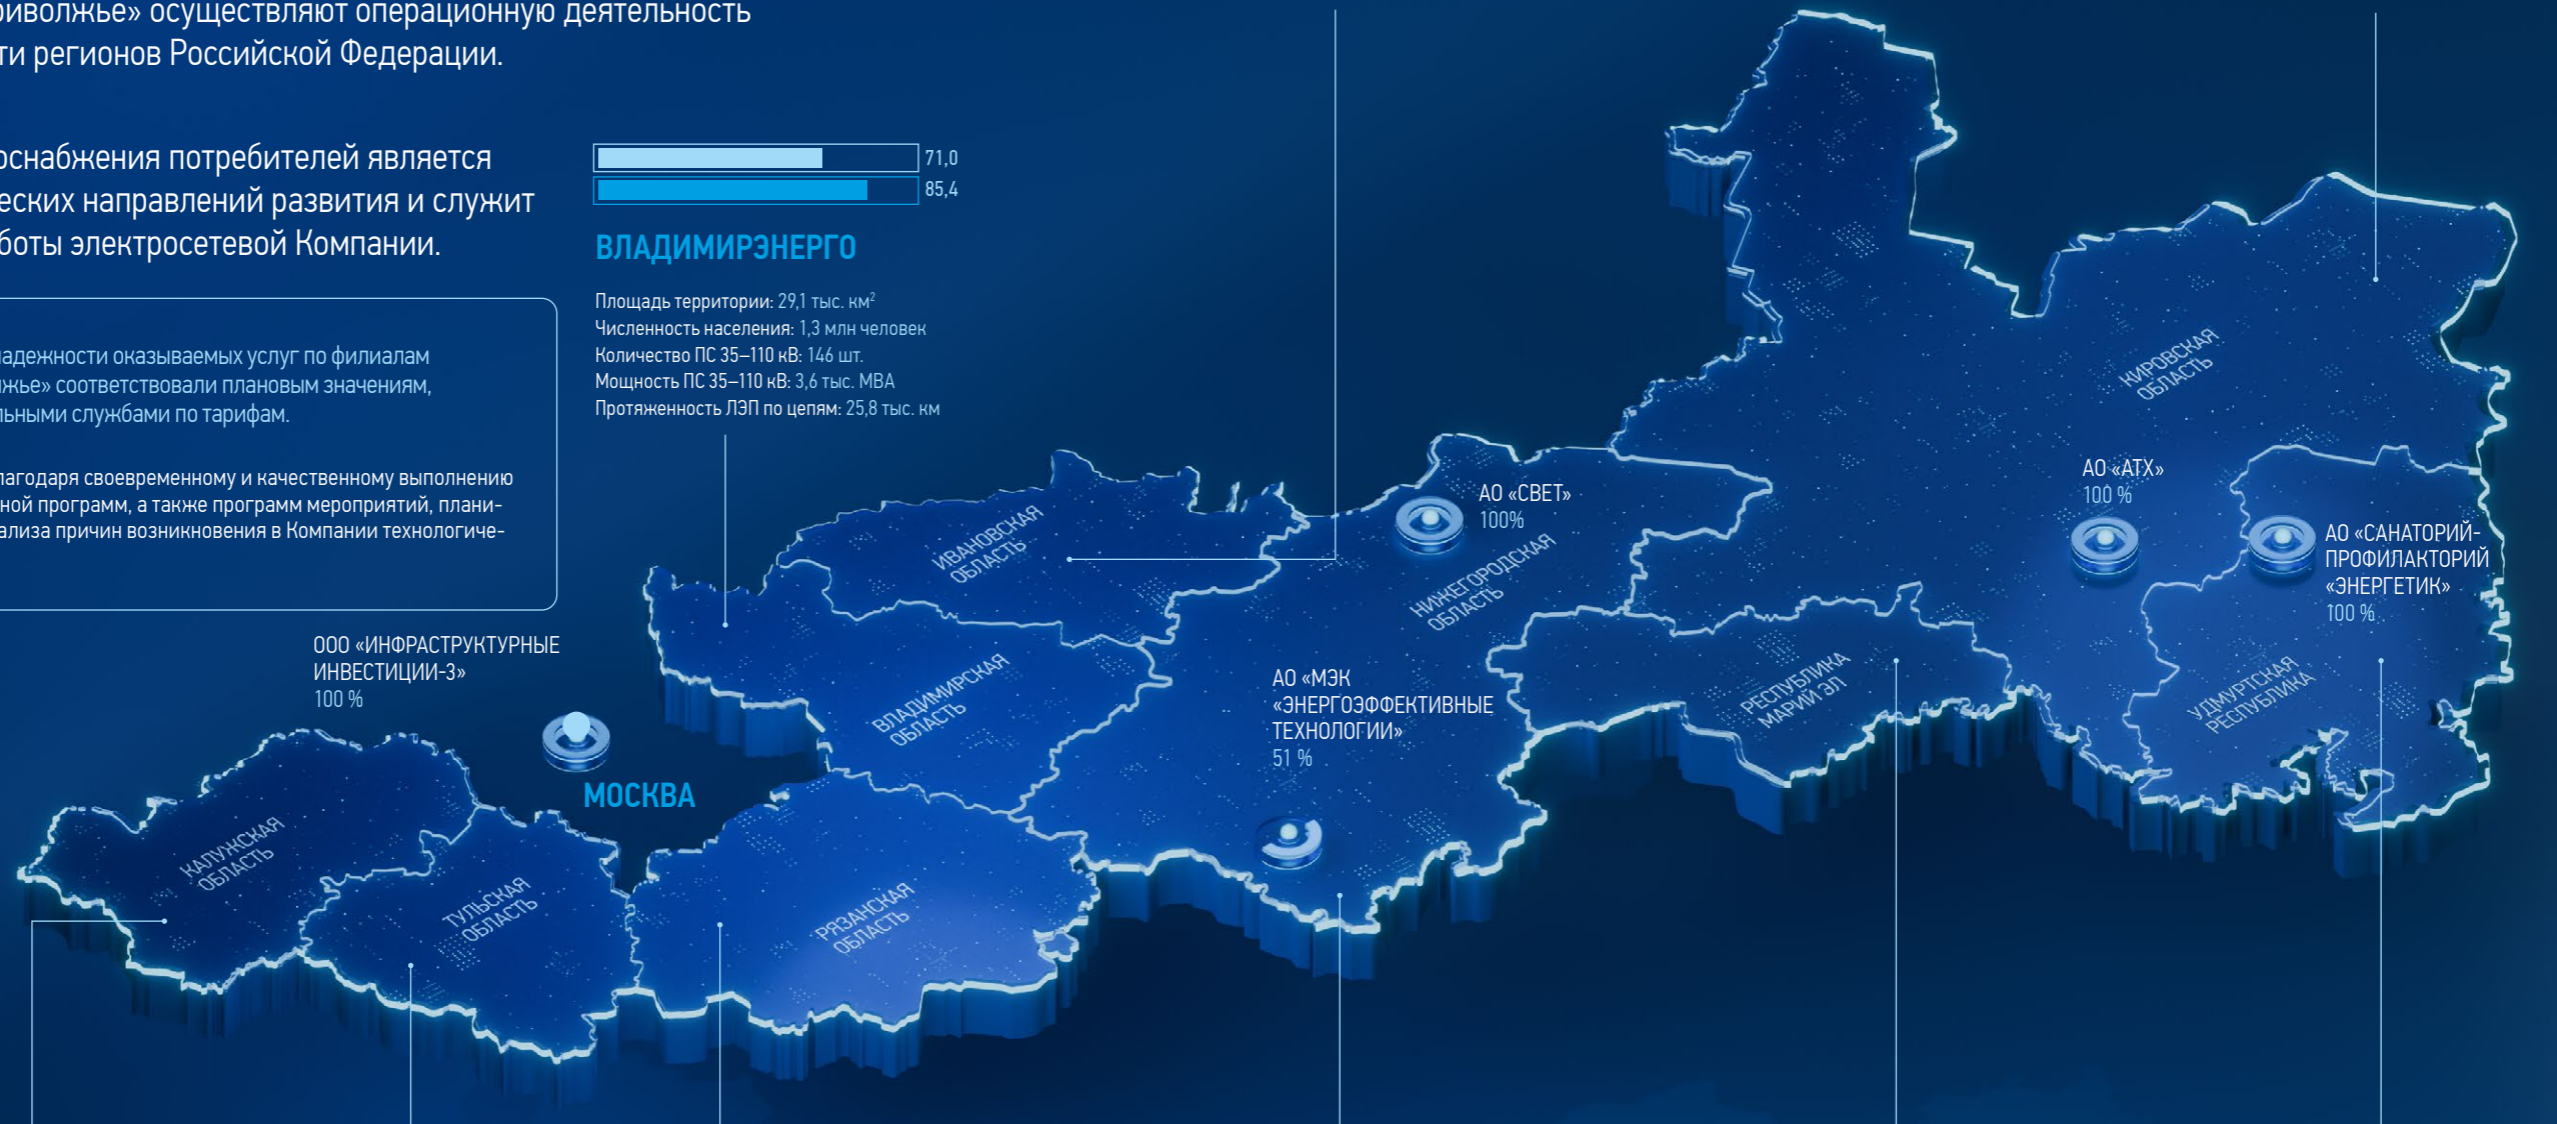 риволжье» осуществляют операционную деятельность
ти регионов Российской Федерации.
оснабжения потребителей является
еских направлений развития и служит
боты электросетевой Компании.
адежности оказываемых услуг по филиалам
жье» соответствовали плановым значениям,
льными службами по тарифам.
лагодаря своевременному и качественному выполнению
ной программ, а также программ мероприятий, плани-
ализа причин возникновения в Компании технологиче-
71,0
85,4
ВЛАДИМИРЭНЕРГО
Площадь территории: 29,1 тыс. км²
Численность населения: 1,3 млн человек
Количество ПС 35–110 кВ: 146 шт.
Мощность ПС 35–110 кВ: 3,6 тыс. МВА
Протяженность ЛЭП по цепям: 25,8 тыс. км
ООО «ИНФРАСТРУКТУРНЫЕ
ИНВЕСТИЦИИ-3»
100 %
МОСКВА
КАЛУЖСКАЯ
ОБЛАСТЬ
ТУЛЬСКАЯ
ОБЛАСТЬ
РЯЗАНСКАЯ
ОБЛАСТЬ
ВЛАДИМИРСКАЯ
ОБЛАСТЬ
ИВАНОВСКАЯ
ОБЛАСТЬ
АО «СВЕТ»
100%
НИЖЕГОРОДСКАЯ
ОБЛАСТЬ
АО «МЭК
«ЭНЕРГОЭФФЕКТИВНЫЕ
ТЕХНОЛОГИИ»
51 %
РЕСПУБЛИКА
МАРИЙ ЭЛ
КИРОВСКАЯ
ОБЛАСТЬ
АО «АТХ»
100 %
АО «САНАТОРИЙ-
ПРОФИЛАКТОРИЙ
«ЭНЕРГЕТИК»
100 %
УДМУРТСКАЯ
РЕСПУБЛИКА